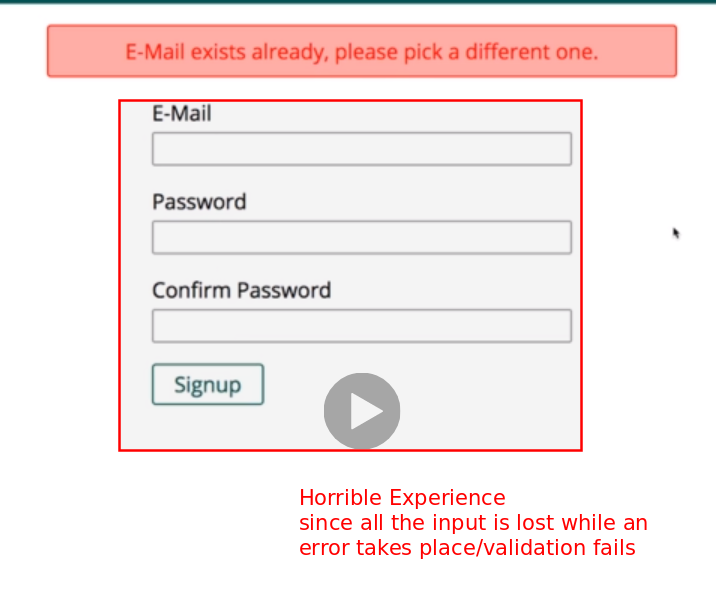 E-Mail exists already, please pick a different one.
E-Mail
Password
Confirm Password
Signup
Horrible Experience
since all the input is lost while an
error takes place/validation fails